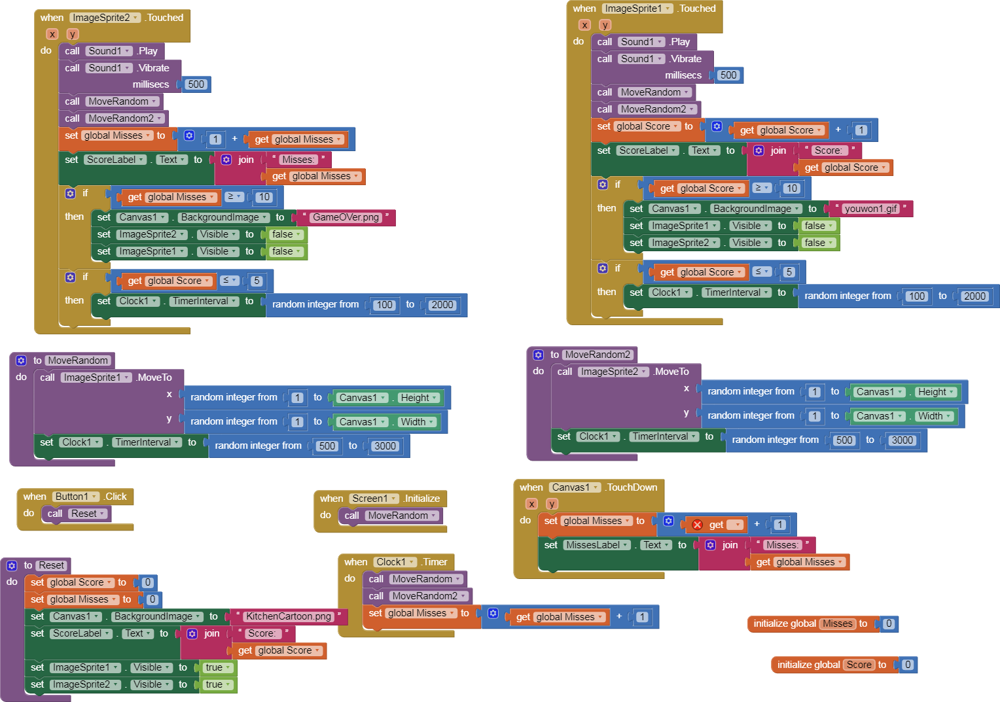 when ImageSprite2 .Touched
x y
do call Sound1 .Play
call Sound1 .Vibrate
millisecs 500
call MoveRandom
call MoveRandom2
set global Misses to 1 + get global Misses
set ScoreLabel . Text to join “ Misses: ”
get global Misses
if get global Misses ≥ 10
then set Canvas1 . BackgroundImage to “ GameOVer.png ”
set ImageSprite2 . Visible to false
set ImageSprite1 . Visible to false
if get global Score ≤ 5
then set Clock1 . TimerInterval to random integer from 100 to 2000
when ImageSprite1 .Touched
x y
do call Sound1 .Play
call Sound1 .Vibrate
millisecs 500
call MoveRandom
call MoveRandom2
set global Score to get global Score + 1
set ScoreLabel . Text to join “ Score: ”
get global Score
if get global Score ≥ 10
then set Canvas1 . BackgroundImage to “ youwon1.gif ”
set ImageSprite1 . Visible to false
set ImageSprite2 . Visible to false
if get global Score ≤ 5
then set Clock1 . TimerInterval to random integer from 100 to 2000
to MoveRandom
do call ImageSprite1 .MoveTo
x random integer from 1 to Canvas1 . Height
y random integer from 1 to Canvas1 . Width
set Clock1 . TimerInterval to random integer from 500 to 3000
to MoveRandom2
do call ImageSprite2 .MoveTo
x random integer from 1 to Canvas1 . Height
y random integer from 1 to Canvas1 . Width
set Clock1 . TimerInterval to random integer from 500 to 3000
when Button1 .Click
do call Reset
when Screen1 .Initialize
do call MoveRandom
when Canvas1 .TouchDown
x y
do set global Misses to get + 1
set MissesLabel . Text to join “ Misses: ”
get global Misses
to Reset
do set global Score to 0
set global Misses to 0
set Canvas1 . BackgroundImage to “ KitchenCartoon.png ”
set ScoreLabel . Text to join “ Score: ”
get global Score
set ImageSprite1 . Visible to true
set ImageSprite2 . Visible to true
when Clock1 .Timer
do call MoveRandom
call MoveRandom2
set global Misses to get global Misses + 1
initialize global Misses to 0
initialize global Score to 0